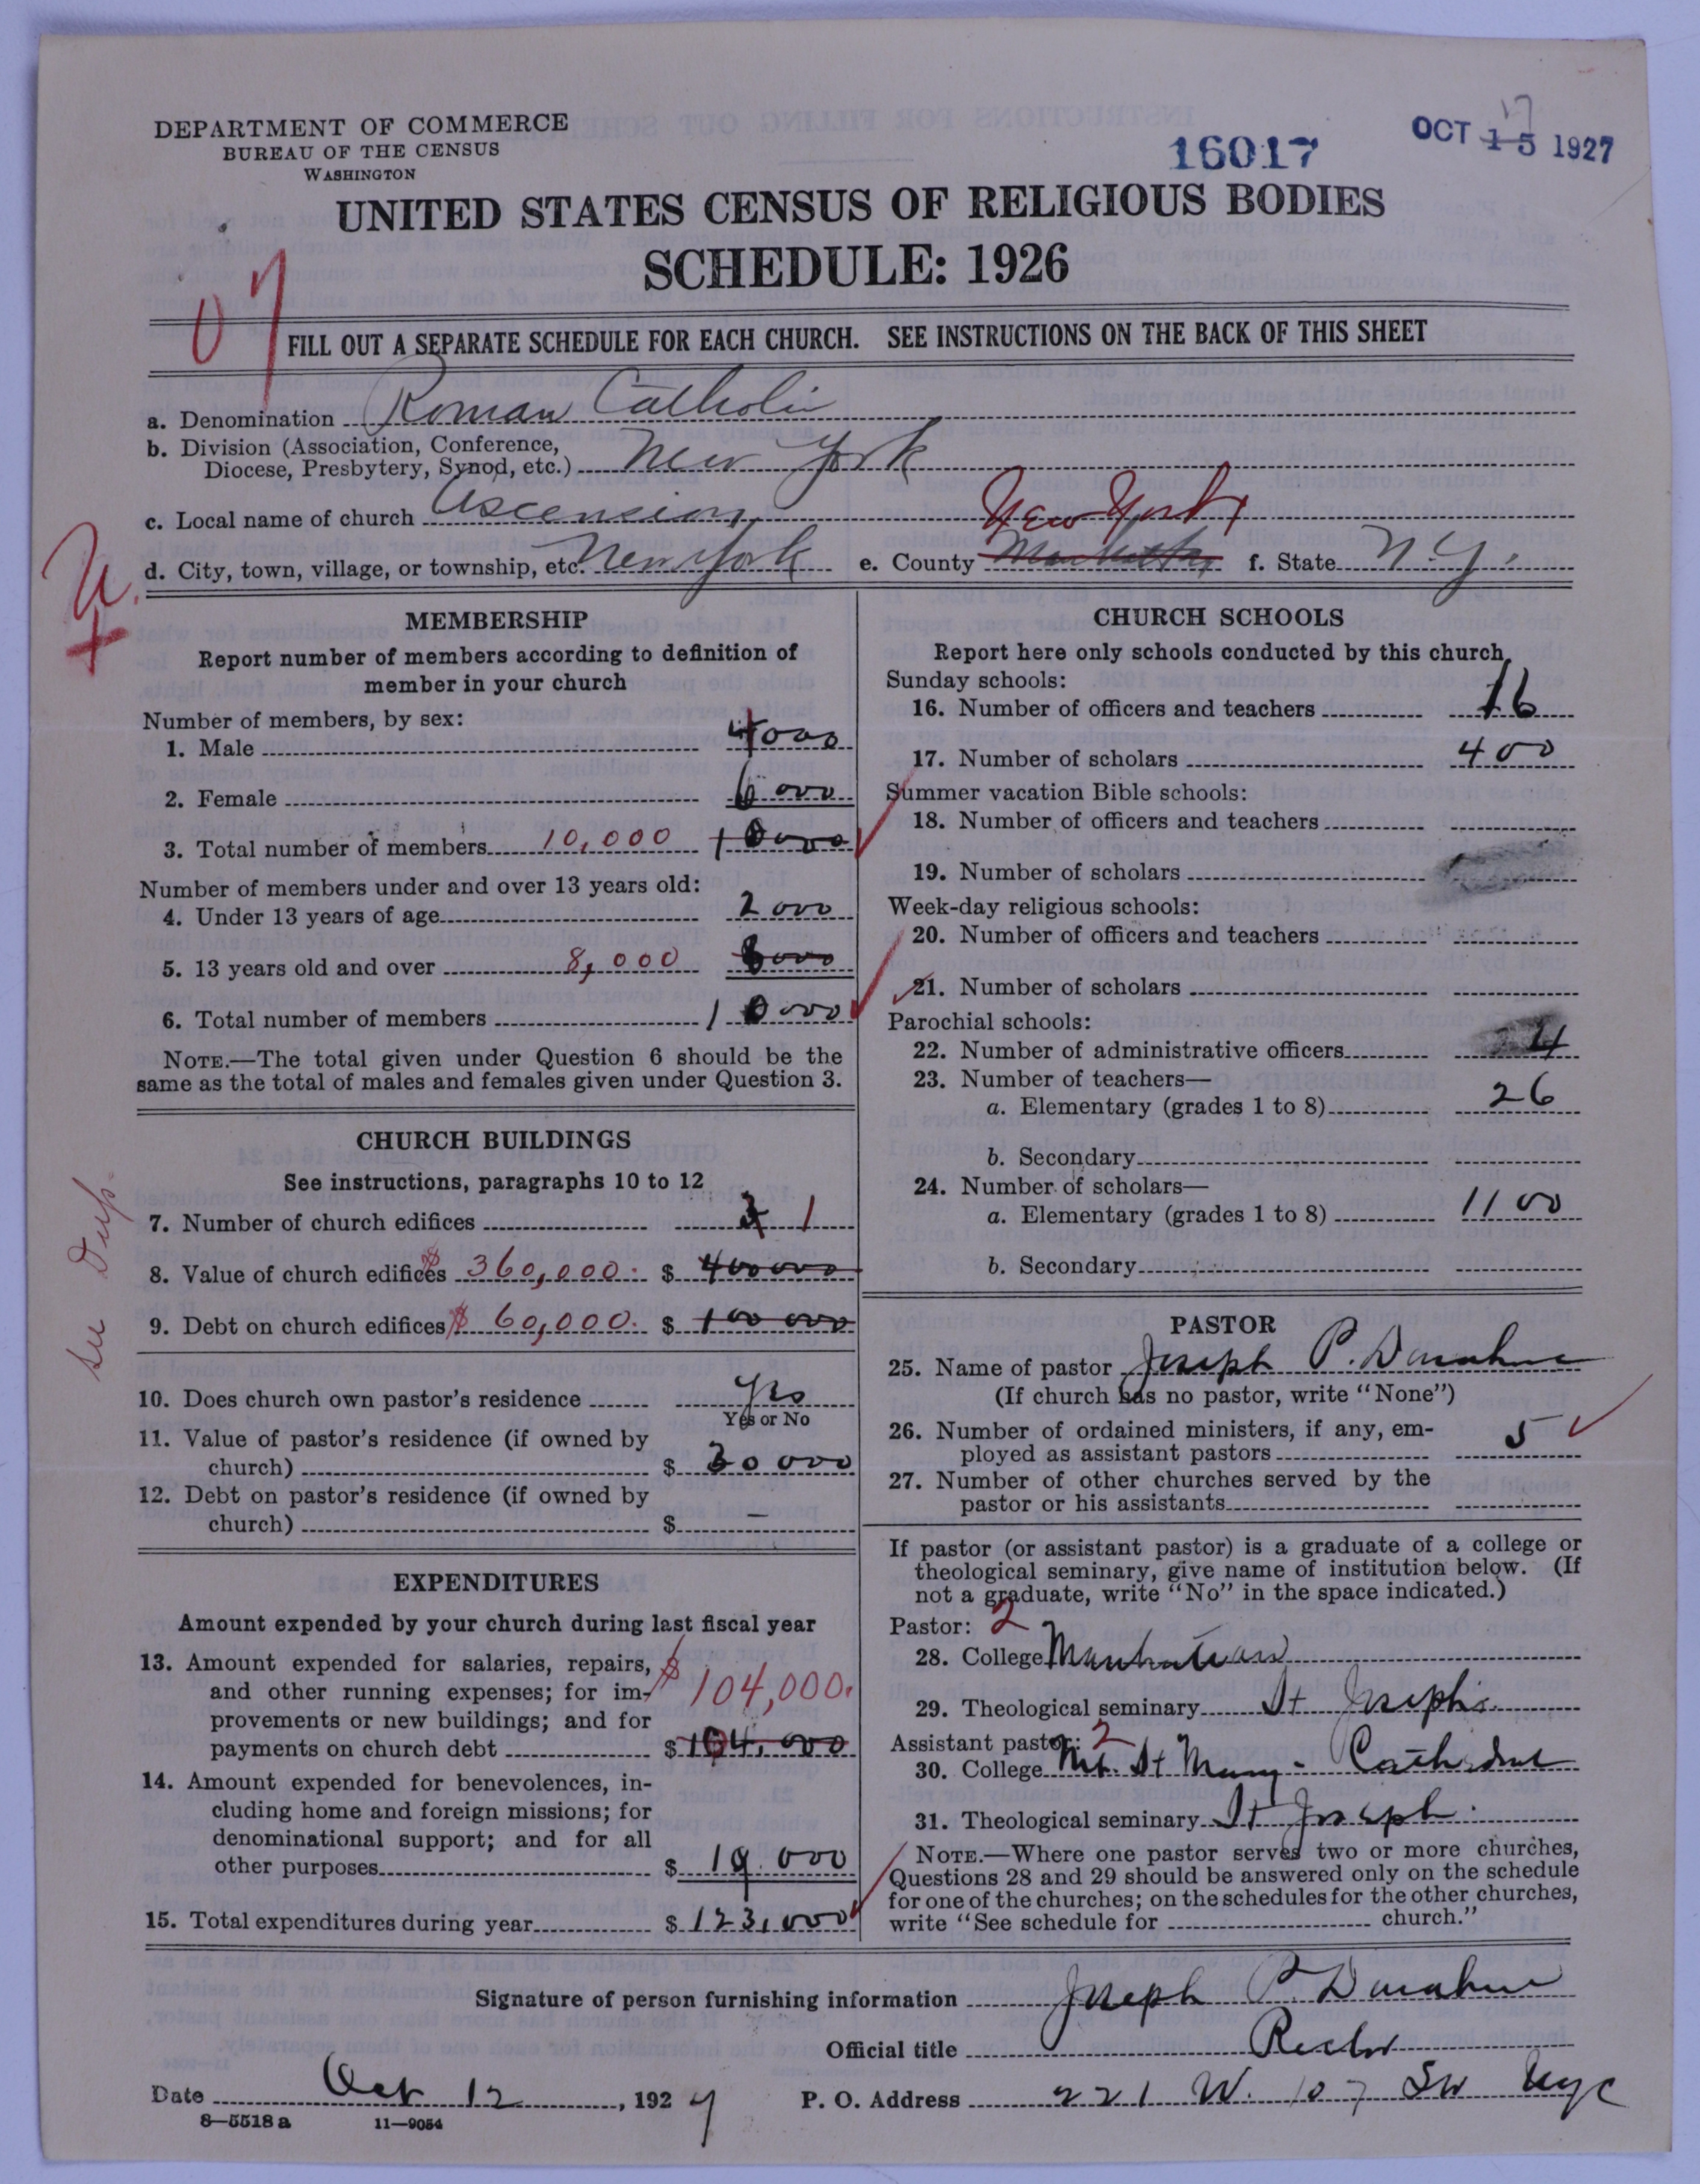 DEPARTMENT OF COMMERCE
BUREAU OF THE CENSUS
WASHINGTON
16017
17
OCT 15 1927
UNITED STATES CENSUS OF RELIGIOUS BODIES
SCHEDULE: 1926
07
FILL OUT A SEPARATE SCHEDULE FOR EACH CHURCH. SEE INSTRUCTIONS ON THE BACK OF THIS SHEET
a. Denomination Roman Catholic
b. Division (Association, Conference,
Diocese, Presbytery, Synod, etc.) New York
c. Local name of church Ascension
New York
d. City, town, village, or township, etc. New York e. County Manhattan f. State N.Y.
U.
MEMBERSHIP
Report number of members according to definition of
member in your church
Number of members, by sex:
1. Male 4000
2. Female 6000
3. Total number of members 10,000 10000
Number of members under and over 13 years old:
4. Under 13 years of age 2000
5. 13 years old and over 8,000 8000
6. Total number of members 10000
NOTE.—The total given under Question 6 should be the
same as the total of males and females given under Question 3.
CHURCH BUILDINGS
See instructions, paragraphs 10 to 12
7. Number of church edifices 3 1
8. Value of church edifices $ 360,000. $ 400000
9. Debt on church edifices $ 60,000. $ 100 000
See Dup.
10. Does church own pastor's residence Yes
Yes or No
11. Value of pastor's residence (if owned by
church) $ 30 000
12. Debt on pastor's residence (if owned by
church) $ –
EXPENDITURES
Amount expended by your church during last fiscal year
13. Amount expended for salaries, repairs,
and other running expenses; for im-
provements or new buildings; and for
payments on church debt $ 104,000. $ 104,000
14. Amount expended for benevolences, in-
cluding home and foreign missions; for
denominational support; and for all
other purposes $ 19.000
15. Total expenditures during year $ 123,000
CHURCH SCHOOLS
Report here only schools conducted by this church
Sunday schools:
16. Number of officers and teachers 16
17. Number of scholars 400
Summer vacation Bible schools:
18. Number of officers and teachers
19. Number of scholars
Week-day religious schools:
20. Number of officers and teachers
21. Number of scholars
Parochial schools:
22. Number of administrative officers 4
23. Number of teachers—
a. Elementary (grades 1 to 8) 26
b. Secondary
24. Number of scholars—
a. Elementary (grades 1 to 8) 1100
b. Secondary
PASTOR
25. Name of pastor Joseph P. Donahue
(If church has no pastor, write "None")
26. Number of ordained ministers, if any, em-
ployed as assistant pastors 5
27. Number of other churches served by the
pastor or his assistants
If pastor (or assistant pastor) is a graduate of a college or
theological seminary, give name of institution below. (If
not a graduate, write "No" in the space indicated.)
Pastor: 2
28. College Manhattan
29. Theological seminary St Josephs
Assistant pastor: 2
30. College Mt. St Mary - Cathedral
31. Theological seminary St Joseph
NOTE.—Where one pastor serves two or more churches,
Questions 28 and 29 should be answered only on the schedule
for one of the churches; on the schedules for the other churches,
write "See schedule for church."
Signature of person furnishing information Joseph P Donahue
Official title Rector
Date Oct 12, 1927 P. O. Address 221 W. 107 St NYC
8—5518a 11—9054